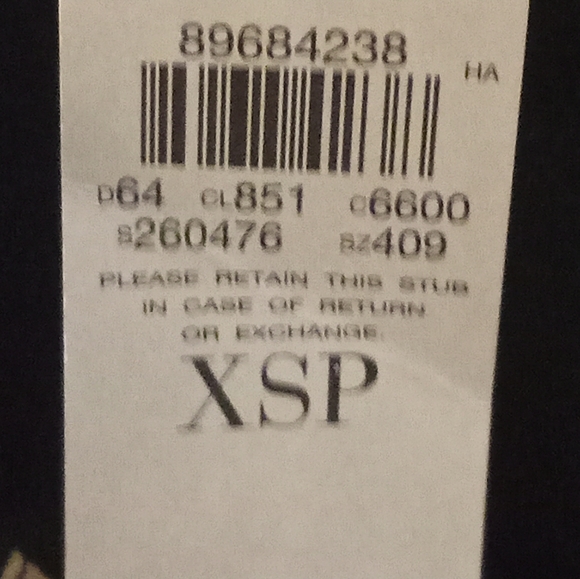 89684238
HA
D64 CL851 C6600
S260476 SZ409
PLEASE RETAIN THIS STUB
IN CASE OF RETURN
OR EXCHANGE.
XSP